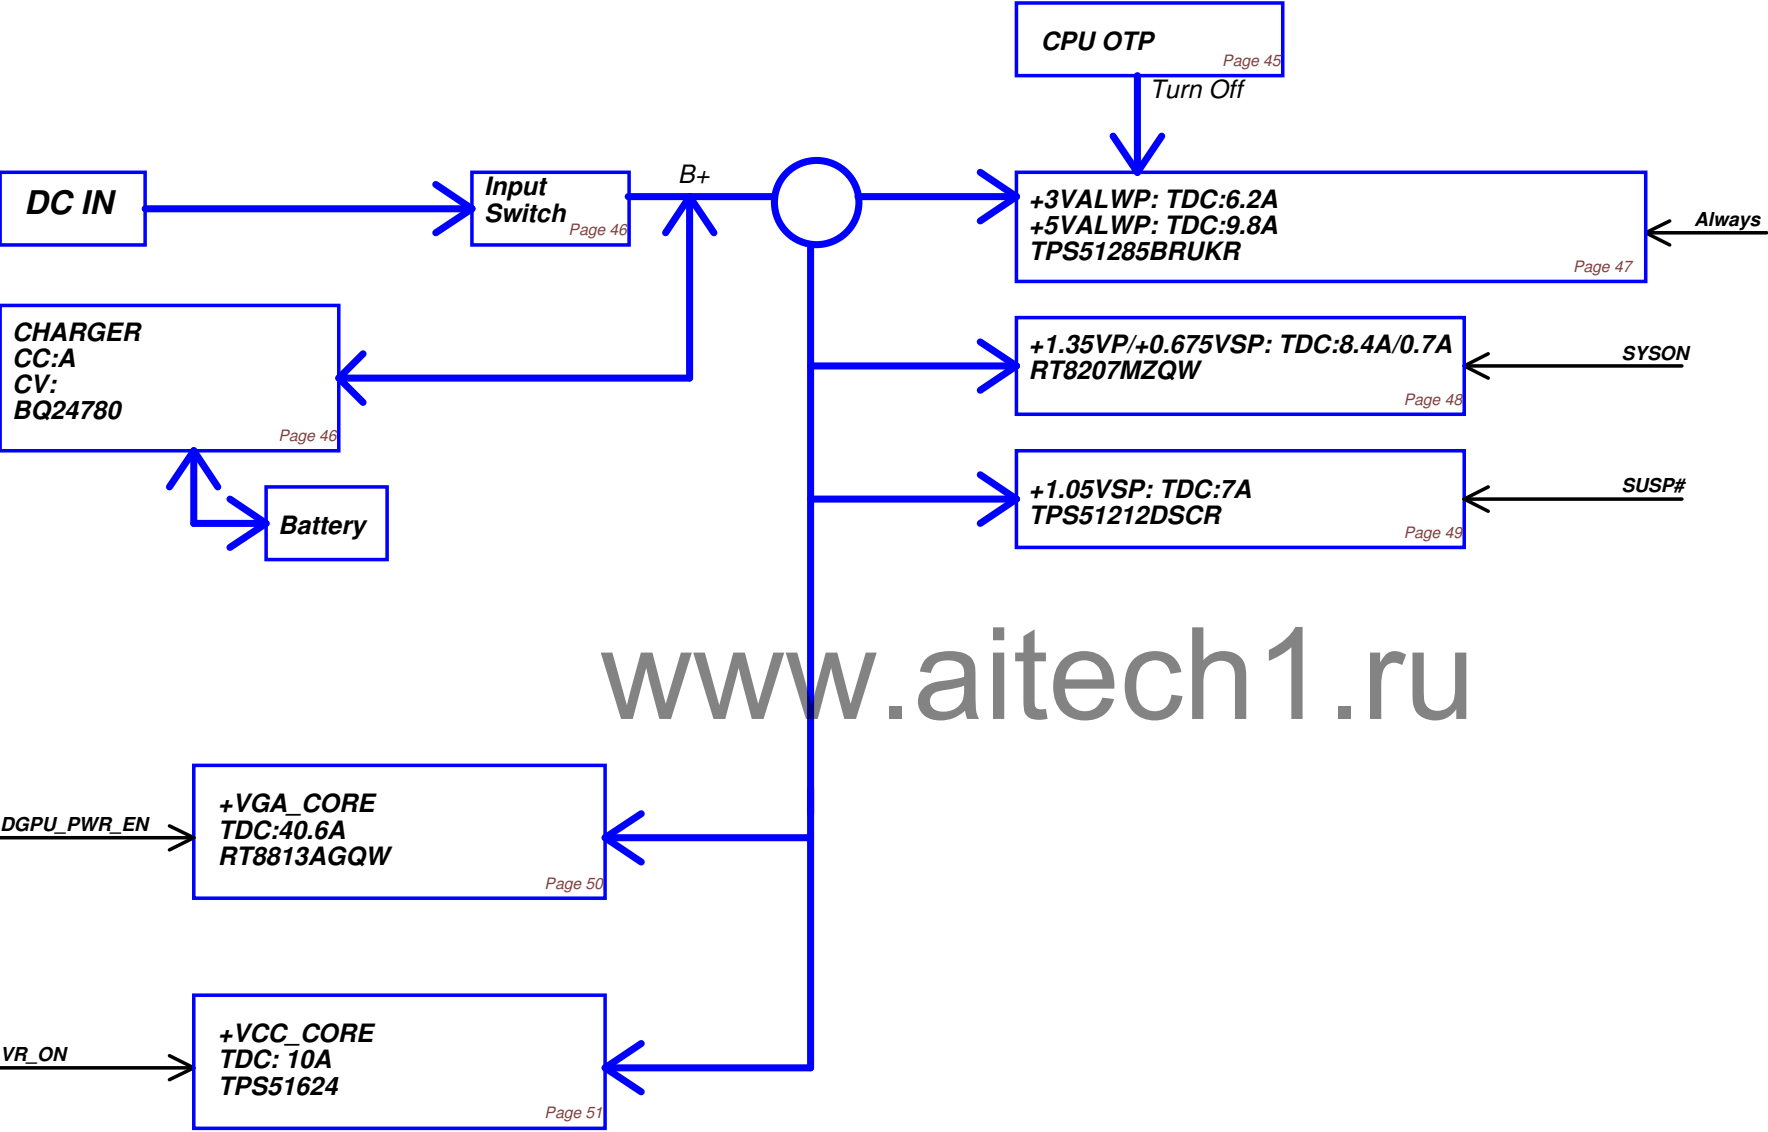 CPU OTP
Page 45
Turn Off
DC IN
Input
Switch
Page 46
B+
+3VALWP: TDC:6.2A
+5VALWP: TDC:9.8A
TPS51285BRUKR
Page 47
Always
CHARGER
CC:A
CV:
BQ24780
Page 46
+1.35VP/+0.675VSP: TDC:8.4A/0.7A
RT8207MZQW
Page 48
SYSON
Battery
+1.05VSP: TDC:7A
TPS51212DSCR
Page 49
SUSP#
www.aitech1.ru
DGPU_PWR_EN
+VGA_CORE
TDC:40.6A
RT8813AGQW
Page 50
VR_ON
+VCC_CORE
TDC: 10A
TPS51624
Page 51